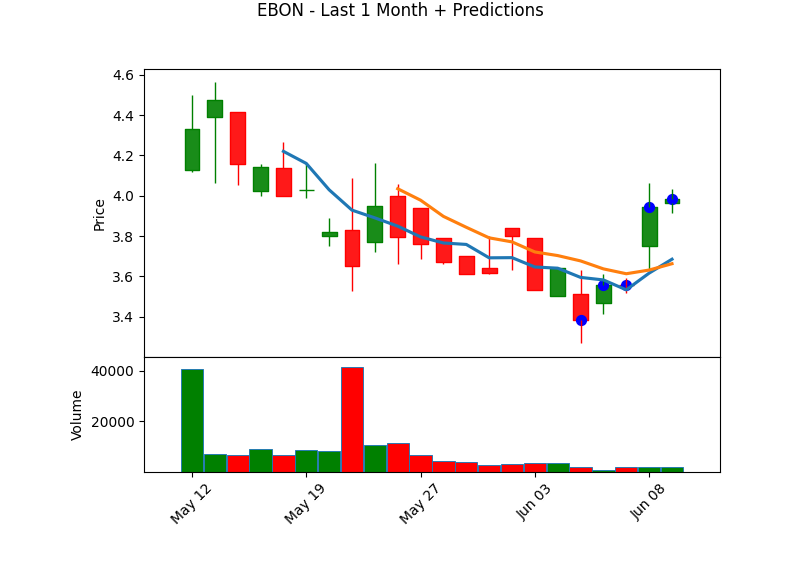 EBON - Last 1 Month + Predictions
4.6
4.4
4.2
4.0
3.8
3.6
3.4
Price
40000
20000
Volume
May 12
May 19
May 27
Jun 03
Jun 08